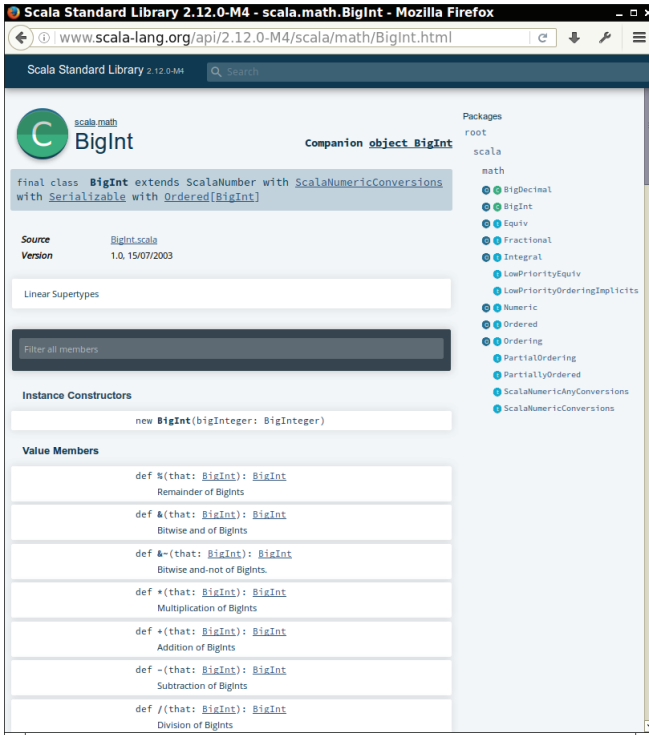 Scala Standard Library 2.12.0-M4 - scala.math.BigInt - Mozilla Firefox
www.scala-lang.org/api/2.12.0-M4/scala/math/BigInt.html
Scala Standard Library 2.12.0-M4
Search
C
scala.math
BigInt
Companion object BigInt
final class BigInt extends ScalaNumber with ScalaNumericConversions
with Serializable with Ordered[BigInt]
Source BigInt.scala
Version 1.0, 15/07/2003
Linear Supertypes
Filter all members
Instance Constructors
new BigInt(bigInteger: BigInteger)
Value Members
def %(that: BigInt): BigInt
Remainder of BigInts
def &(that: BigInt): BigInt
Bitwise and of BigInts
def &~(that: BigInt): BigInt
Bitwise and-not of BigInts.
def *(that: BigInt): BigInt
Multiplication of BigInts
def +(that: BigInt): BigInt
Addition of BigInts
def -(that: BigInt): BigInt
Subtraction of BigInts
def /(that: BigInt): BigInt
Division of BigInts
Packages
root
scala
math
O C BigDecimal
O C BigInt
O t Equiv
O t Fractional
O t Integral
t LowPriorityEquiv
t LowPriorityOrderingImplicits
O t Numeric
O t Ordered
O t Ordering
t PartialOrdering
t PartiallyOrdered
t ScalaNumericAnyConversions
t ScalaNumericConversions